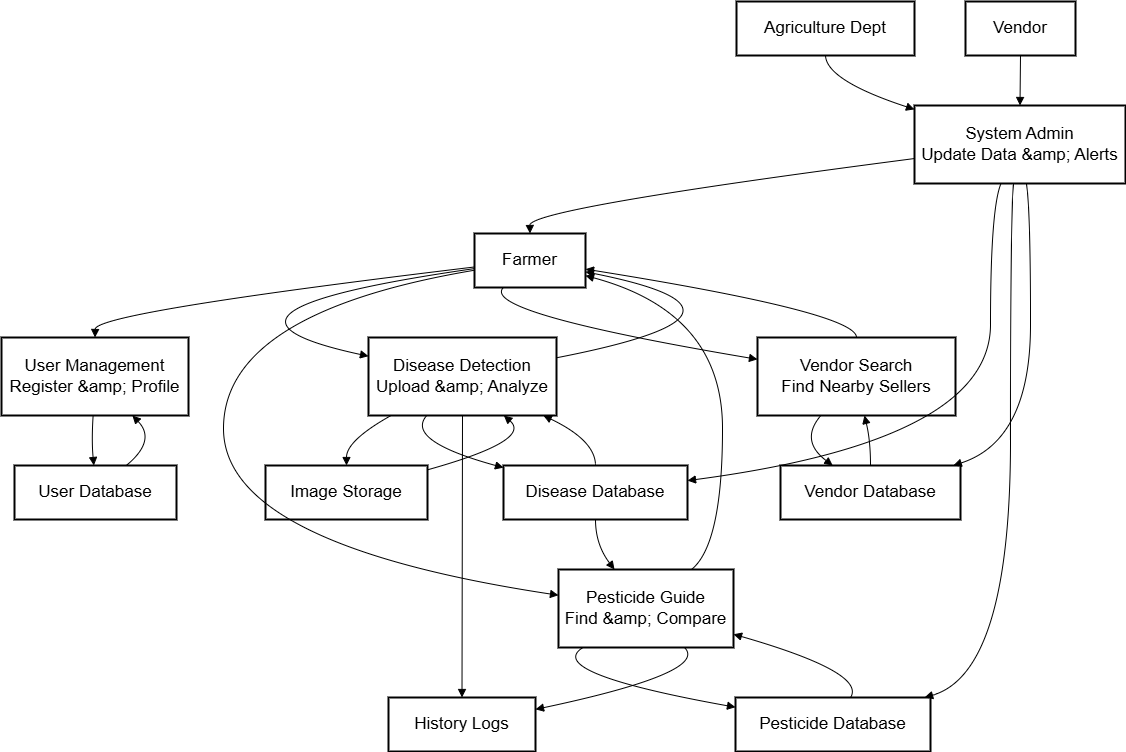 Agriculture Dept
Vendor
System Admin
Update Data &amp; Alerts
Farmer
User Management
Register &amp; Profile
Disease Detection
Upload &amp; Analyze
Vendor Search
Find Nearby Sellers
User Database
Image Storage
Disease Database
Vendor Database
Pesticide Guide
Find &amp; Compare
History Logs
Pesticide Database